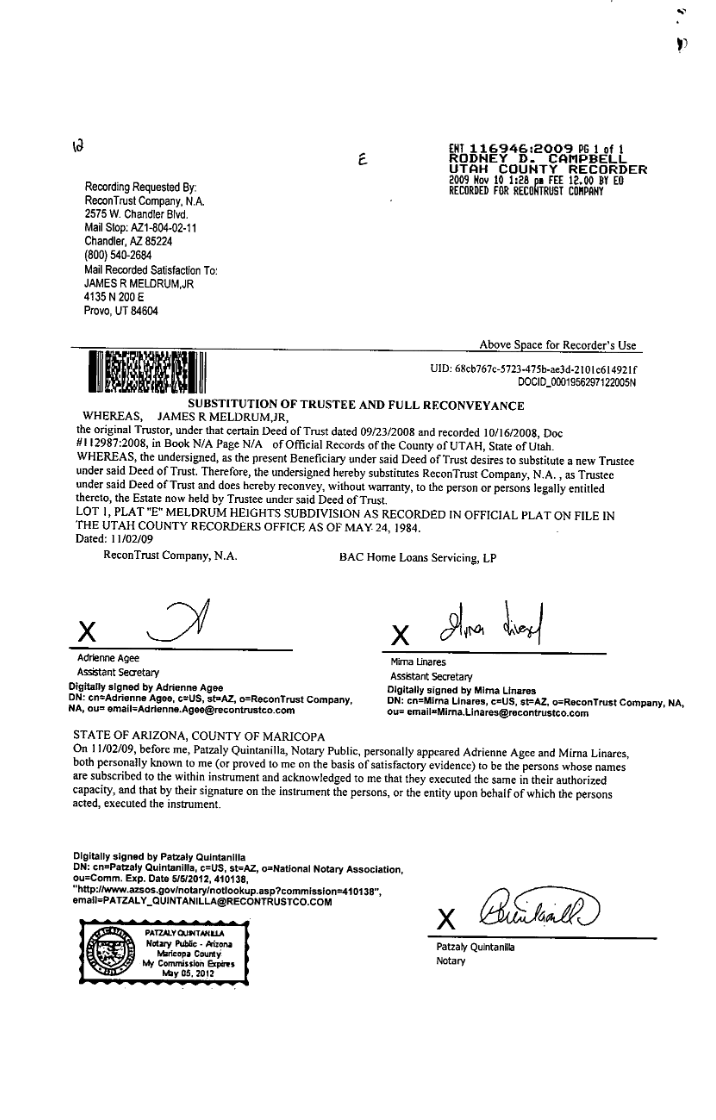 E
ENT 116946:2009 PG 1 of 1
RODNEY D. CAMPBELL
UTAH COUNTY RECORDER
2009 Nov 10 1:28 pm FEE 12.00 BY EO
RECORDED FOR RECONTRUST COMPANY
Recording Requested By:
ReconTrust Company, N.A.
2575 W. Chandler Blvd.
Mail Stop: AZ1-804-02-11
Chandler, AZ 85224
(800) 540-2684
Mail Recorded Satisfaction To:
JAMES R MELDRUM,JR
4135 N 200 E
Provo, UT 84604
Above Space for Recorder's Use
UID: 68cb767c-5723-475b-ae3d-2101c614921f
DOCID_0001956297122005N
SUBSTITUTION OF TRUSTEE AND FULL RECONVEYANCE
WHEREAS, JAMES R MELDRUM,JR,
the original Trustor, under that certain Deed of Trust dated 09/23/2008 and recorded 10/16/2008, Doc
#112987:2008, in Book N/A Page N/A of Official Records of the County of UTAH, State of Utah.
WHEREAS, the undersigned, as the present Beneficiary under said Deed of Trust desires to substitute a new Trustee
under said Deed of Trust. Therefore, the undersigned hereby substitutes ReconTrust Company, N.A. , as Trustee
under said Deed of Trust and does hereby reconvey, without warranty, to the person or persons legally entitled
thereto, the Estate now held by Trustee under said Deed of Trust.
LOT 1, PLAT "E" MELDRUM HEIGHTS SUBDIVISION AS RECORDED IN OFFICIAL PLAT ON FILE IN
THE UTAH COUNTY RECORDERS OFFICE AS OF MAY 24, 1984.
Dated: 11/02/09
ReconTrust Company, N.A. BAC Home Loans Servicing, LP
X X
Adrienne Agee
Assistant Secretary
Digitally signed by Adrienne Agee
DN: cn=Adrienne Agee, c=US, st=AZ, o=ReconTrust Company,
NA, ou= email=Adrienne.Agee@recontrustco.com
Mirna Linares
Assistant Secretary
Digitally signed by Mirna Linares
DN: cn=Mirna Linares, c=US, st=AZ, o=ReconTrust Company, NA,
ou= email=Mirna.Linares@recontrustco.com
STATE OF ARIZONA, COUNTY OF MARICOPA
On 11/02/09, before me, Patzaly Quintanilla, Notary Public, personally appeared Adrienne Agee and Mirna Linares,
both personally known to me (or proved to me on the basis of satisfactory evidence) to be the persons whose names
are subscribed to the within instrument and acknowledged to me that they executed the same in their authorized
capacity, and that by their signature on the instrument the persons, or the entity upon behalf of which the persons
acted, executed the instrument.
Digitally signed by Patzaly Quintanilla
DN: cn=Patzaly Quintanilla, c=US, st=AZ, o=National Notary Association,
ou=Comm. Exp. Date 5/5/2012, 410138,
"http://www.azsos.gov/notary/notlookup.asp?commission=410138",
email=PATZALY_QUINTANILLA@RECONTRUSTCO.COM
PATZALY QUINTANILLA
Notary Public - Arizona
Maricopa County
My Commission Expires
May 05, 2012
X Quintanilla
Patzaly Quintanilla
Notary